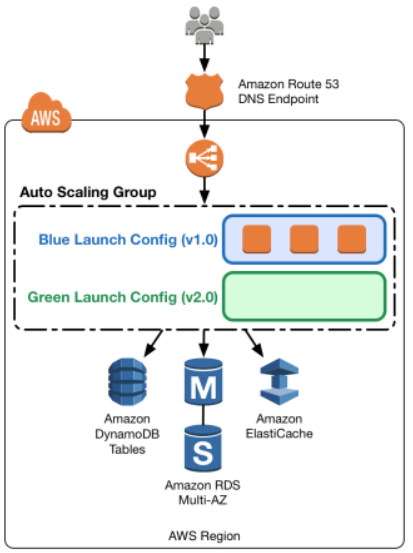 Amazon Route 53
DNS Endpoint
AWS
Auto Scaling Group
Blue Launch Config (v1.0)
Green Launch Config (v2.0)
Amazon
DynamoDB
Tables
M
S
Amazon RDS
Multi-AZ
Amazon
ElastiCache
AWS Region